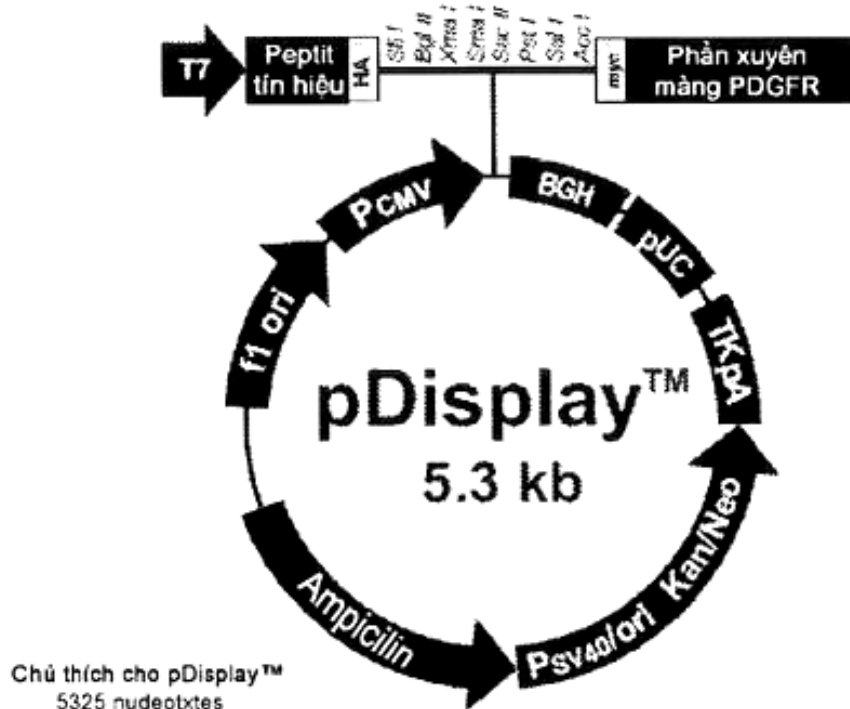 Sfi I
Bgl II
Xma I
Sma I
Sac II
Pst I
Sal I
Acc I
T7
Peptit
tín hiệu
HA
myc
Phần xuyên
màng PDGFR
PCMV
BGH
pUC
TKpA
f1 ori
pDisplay™
5.3 kb
Ampicilin
PSV40/ori Kan/Neo
Chú thích cho pDisplay™
5325 nudeotxtes